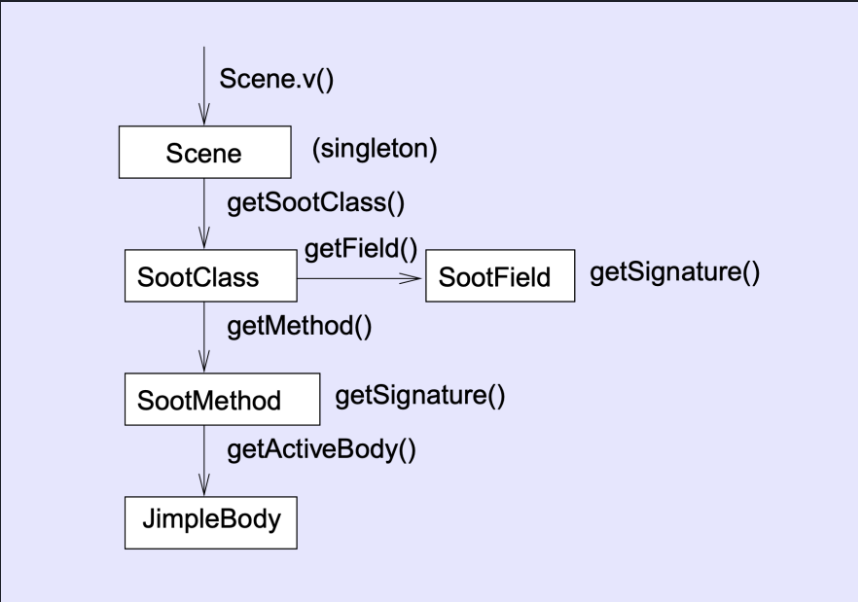 Scene.v()
Scene
(singleton)
getSootClass()
getField()
SootClass
SootField
getSignature()
getMethod()
SootMethod
getSignature()
getActiveBody()
JimpleBody